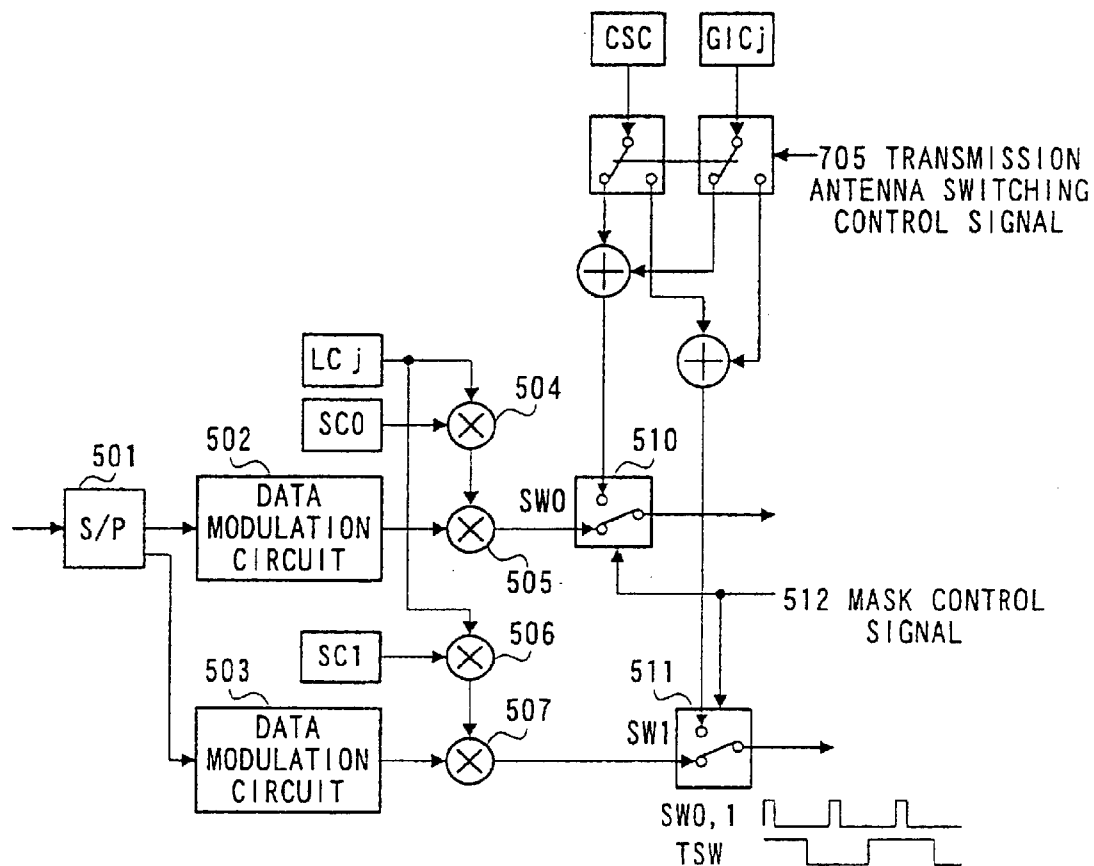 CSC
GICj
705 TRANSMISSION
ANTENNA SWITCHING
CONTROL SIGNAL
LCj
SC0
504
501
S/P
502
DATA
MODULATION
CIRCUIT
505
SW0
510
512 MASK CONTROL
SIGNAL
SC1
506
503
DATA
MODULATION
CIRCUIT
507
511
SW1
SW0,1
TSW